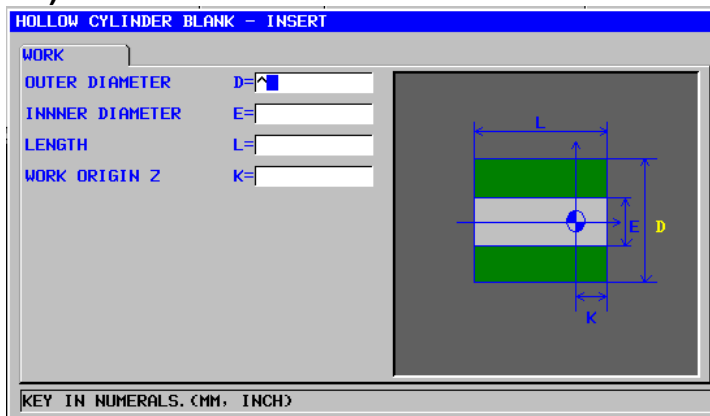 HOLLOW CYLINDER BLANK - INSERT
WORK
OUTER DIAMETER D=^
INNNER DIAMETER E=
LENGTH L=
WORK ORIGIN Z K=
L
E D
K
KEY IN NUMERALS.(MM, INCH)